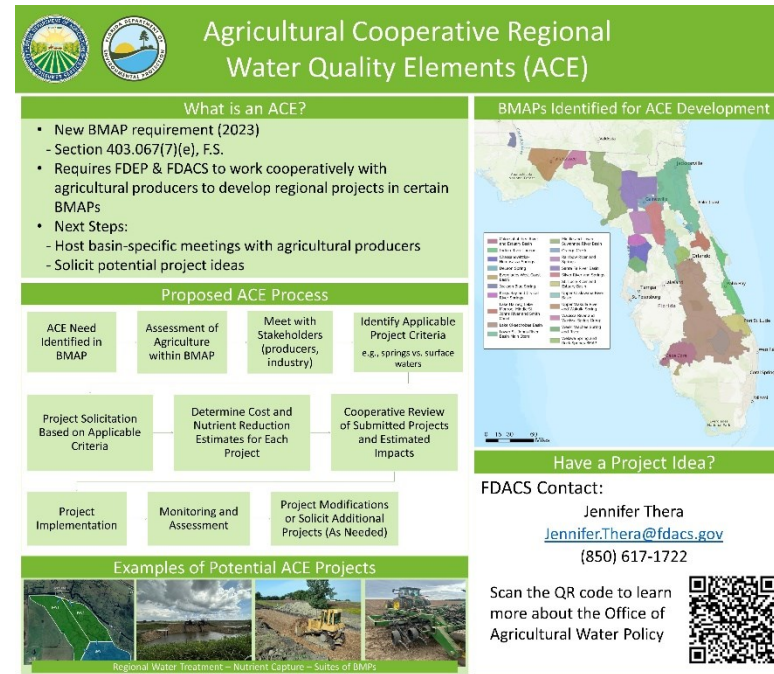 Agricultural Cooperative Regional
Water Quality Elements (ACE)
What is an ACE?
• New BMAP requirement (2023)
- Section 403.067(7)(e), F.S.
• Requires FDEP & FDACS to work cooperatively with
agricultural producers to develop regional projects in certain
BMAPs
• Next Steps:
- Host basin-specific meetings with agricultural producers
- Solicit potential project ideas
Proposed ACE Process
ACE Need
Identified in
BMAP
Assessment of
Agriculture
within BMAP
Meet with
Stakeholders
(producers,
industry)
Identify Applicable
Project Criteria
e.g., springs vs. surface
waters
Project Solicitation
Based on Applicable
Criteria
Determine Cost and
Nutrient Reduction
Estimates for Each
Project
Cooperative Review
of Submitted Projects
and Estimated
Impacts
Project
Implementation
Monitoring and
Assessment
Project Modifications
or Solicit Additional
Projects (As Needed)
Examples of Potential ACE Projects
Regional Water Treatment – Nutrient Capture – Suites of BMPs
BMAPs Identified for ACE Development
Jacksonville
Orlando
Tampa
St. Petersburg
Florida
Miami
0 15 30 60
Have a Project Idea?
FDACS Contact:
Jennifer Thera
Jennifer.Thera@fdacs.gov
(850) 617-1722
Scan the QR code to learn
more about the Office of
Agricultural Water Policy